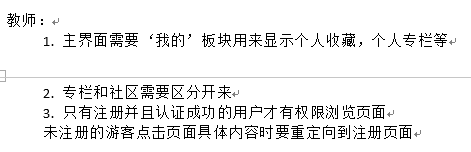 教师：
1. 主界面需要‘我的’板块用来显示个人收藏，个人专栏等
2. 专栏和社区需要区分开来
3. 只有注册并且认证成功的用户才有权限浏览页面
未注册的游客点击页面具体内容时要重定向到注册页面